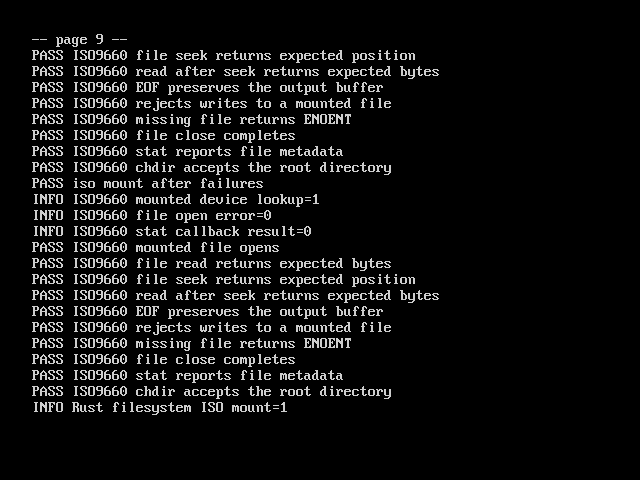 -- page 9 --
PASS ISO9660 file seek returns expected position
PASS ISO9660 read after seek returns expected bytes
PASS ISO9660 EOF preserves the output buffer
PASS ISO9660 rejects writes to a mounted file
PASS ISO9660 missing file returns ENOENT
PASS ISO9660 file close completes
PASS ISO9660 stat reports file metadata
PASS ISO9660 chdir accepts the root directory
PASS iso mount after failures
INFO ISO9660 mounted device lookup=1
INFO ISO9660 file open error=0
INFO ISO9660 stat callback result=0
PASS ISO9660 mounted file opens
PASS ISO9660 file read returns expected bytes
PASS ISO9660 file seek returns expected position
PASS ISO9660 read after seek returns expected bytes
PASS ISO9660 EOF preserves the output buffer
PASS ISO9660 rejects writes to a mounted file
PASS ISO9660 missing file returns ENOENT
PASS ISO9660 file close completes
PASS ISO9660 stat reports file metadata
PASS ISO9660 chdir accepts the root directory
INFO Rust filesystem ISO mount=1